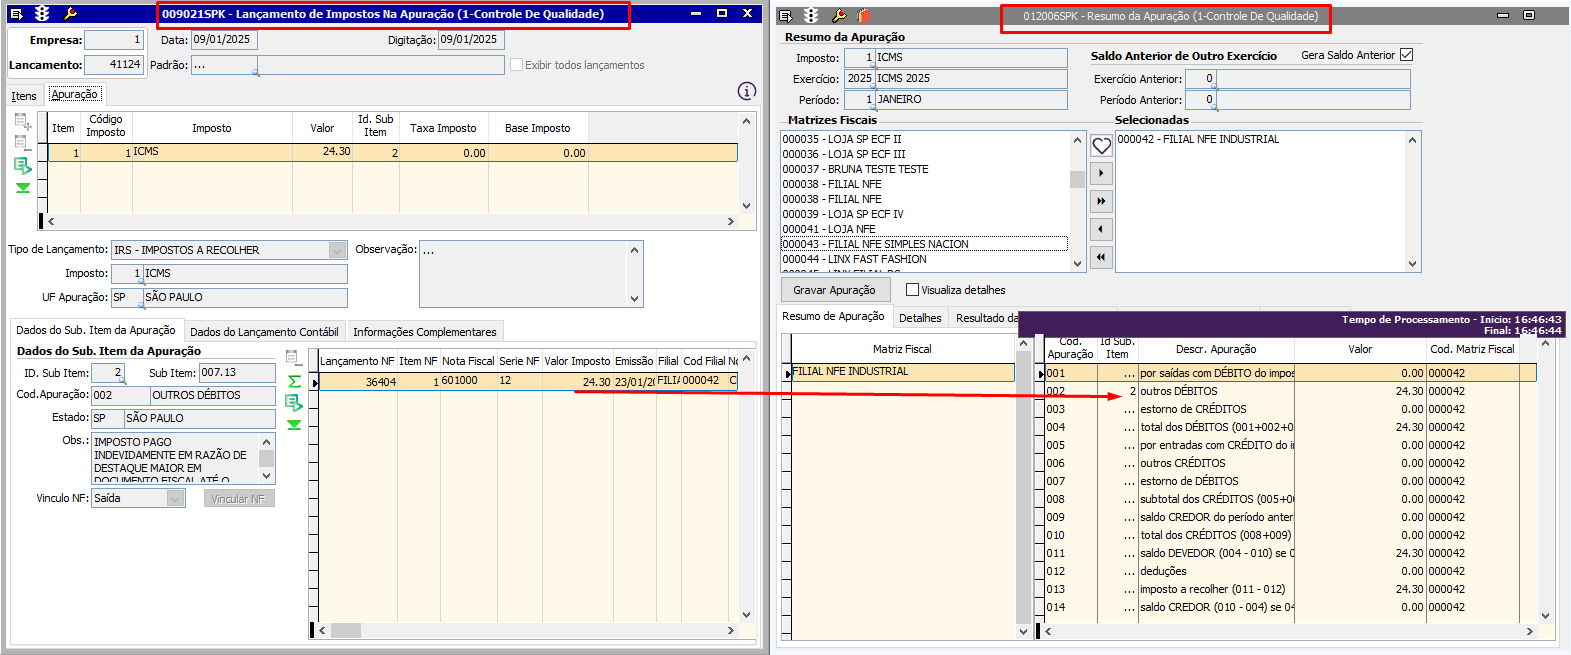 009021SPK - Lançamento de Impostos Na Apuração (1-Controle De Qualidade)
Empresa: 1 Data: 09/01/2025 Digitação: 09/01/2025
Lancamento: 41124 Padrão: ... Exibir todos lançamentos
Itens Apuração
Item Código Imposto Imposto Valor Id. Sub Item Taxa Imposto Base Imposto
1 1 ICMS 24.30 2 0.00 0.00
Tipo de Lançamento: IRS - IMPOSTOS A RECOLHER Observação: ...
Imposto: 1 ICMS
UF Apuração: SP SÃO PAULO
Dados do Sub. Item da Apuração Dados do Lançamento Contábil Informações Complementares
Dados do Sub. Item da Apuração
ID. Sub Item: 2 Sub Item: 007.13
Cod.Apuração: 002 OUTROS DÉBITOS
Estado: SP SÃO PAULO
Obs.: IMPOSTO PAGO
INDEVIDAMENTE EM RAZÃO DE
DESTAQUE MAIOR EM
DOCUMENTO FISCAL ATÉ O
Vinculo NF: Saída Vincular NF
Lançamento NF Item NF Nota Fiscal Serie NF Valor Imposto Emissão Filial Cod Filial
36404 1 601000 12 24.30 23/01/20 FILIA 000042 C
012006SPK - Resumo da Apuração (1-Controle De Qualidade)
Resumo da Apuração
Imposto: 1 ICMS Saldo Anterior de Outro Exercício Gera Saldo Anterior
Exercício: 2025 ICMS 2025 Exercício Anterior: 0
Período: 1 JANEIRO Período Anterior: 0
Matrizes Fiscais Selecionadas
000035 - LOJA SP ECF II 000042 - FILIAL NFE INDUSTRIAL
000036 - LOJA SP ECF III
000037 - BRUNA TESTE TESTE
000038 - FILIAL NFE
000038 - FILIAL NFE
000039 - LOJA SP ECF IV
000041 - LOJA NFE
000043 - FILIAL NFE SIMPLES NACION
000044 - LINX FAST FASHION
Gravar Apuração Visualiza detalhes
Resumo de Apuração Detalhes Resultado da
Tempo de Processamento - Inicio: 16:46:43
Final: 16:46:44
Matriz Fiscal
FILIAL NFE INDUSTRIAL
Cod. Apuração Id Sub. Item Descr. Apuração Valor Cod. Matriz Fiscal
001 ... por saídas com DÉBITO do impos 0.00 000042
002 2 outros DÉBITOS 24.30 000042
003 ... estorno de CRÉDITOS 0.00 000042
004 ... total dos DÉBITOS (001+002+0 24.30 000042
005 ... por entradas com CRÉDITO do i 0.00 000042
006 ... outros CRÉDITOS 0.00 000042
007 ... estorno de DÉBITOS 0.00 000042
008 ... subtotal dos CRÉDITOS (005+0 0.00 000042
009 ... saldo CREDOR do período anter 0.00 000042
010 ... total dos CRÉDITOS (008+009) 0.00 000042
011 ... saldo DEVEDOR (004 - 010) se 0 24.30 000042
012 ... deduções 0.00 000042
013 ... imposto a recolher (011 - 012) 24.30 000042
014 ... saldo CREDOR (010 - 004) se 0 0.00 000042